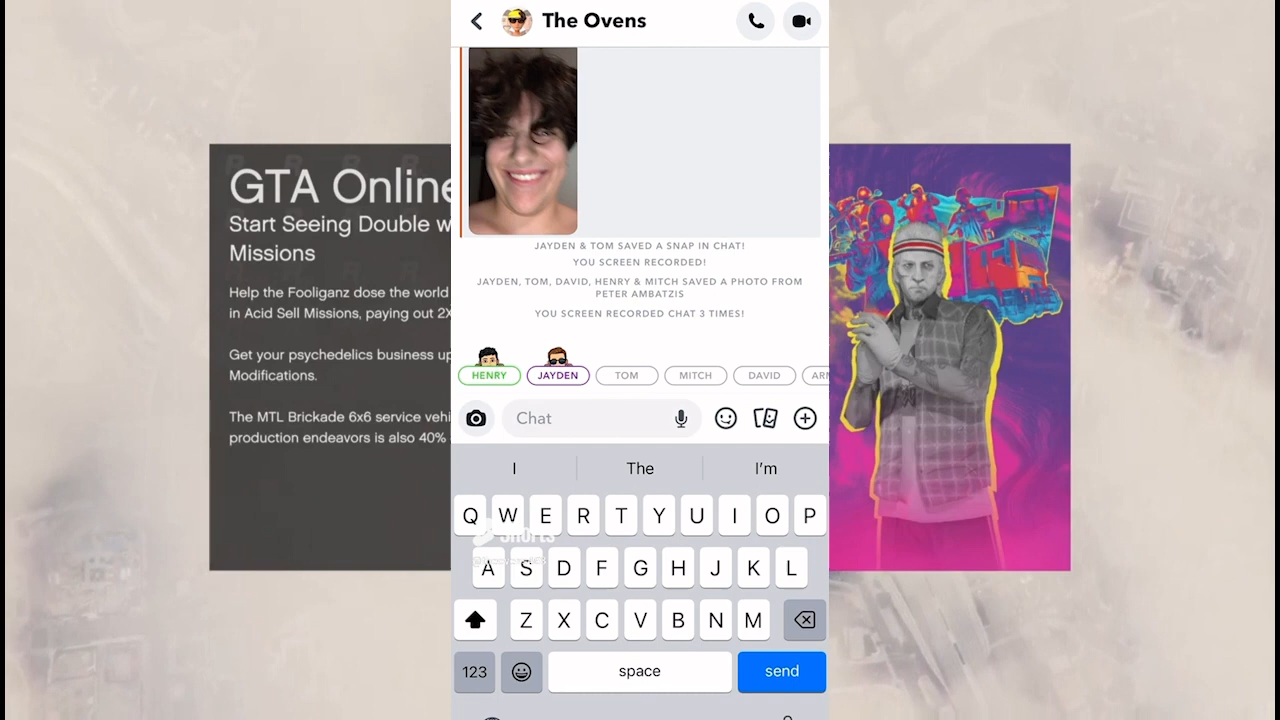 The Ovens
GTA Online
Start Seeing Double w
Missions
Help the Fooliganz dose the world
in Acid Sell Missions, paying out 2X
Get your psychedelics business up
Modifications.
The MTL Brickade 6x6 service vehi
production endeavors is also 40%
JAYDEN & TOM SAVED A SNAP IN CHAT!
YOU SCREEN RECORDED!
JAYDEN, TOM, DAVID, HENRY & MITCH SAVED A PHOTO FROM
PETER AMBATZIS
YOU SCREEN RECORDED CHAT 3 TIMES!
HENRY JAYDEN TOM MITCH DAVID AR
Chat
I The I'm
Q W E R T Y U I O P
Shorts
A S D F G H J K L
Z X C V B N M
123 space send